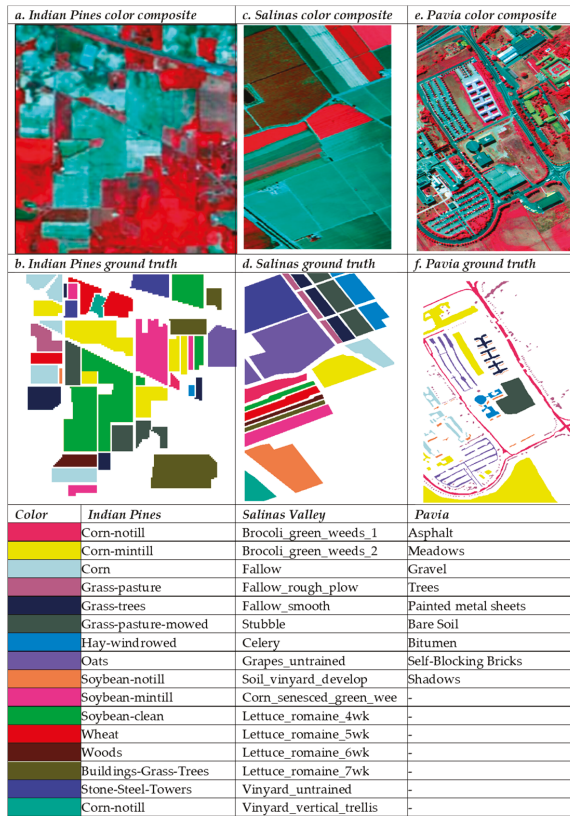 a. Indian Pines color composite
c. Salinas color composite
e. Pavia color composite
b. Indian Pines ground truth
d. Salinas ground truth
f. Pavia ground truth
Color Indian Pines Salinas Valley Pavia
Corn-notill Brocoli_green_weeds_1 Asphalt
Corn-mintill Brocoli_green_weeds_2 Meadows
Corn Fallow Gravel
Grass-pasture Fallow_rough_plow Trees
Grass-trees Fallow_smooth Painted metal sheets
Grass-pasture-mowed Stubble Bare Soil
Hay-windrowed Celery Bitumen
Oats Grapes_untrained Self-Blocking Bricks
Soybean-notill Soil_vinyard_develop Shadows
Soybean-mintill Corn_senesced_green_wee -
Soybean-clean Lettuce_romaine_4wk -
Wheat Lettuce_romaine_5wk -
Woods Lettuce_romaine_6wk -
Buildings-Grass-Trees Lettuce_romaine_7wk -
Stone-Steel-Towers Vinyard_untrained -
Corn-notill Vinyard_vertical_trellis -